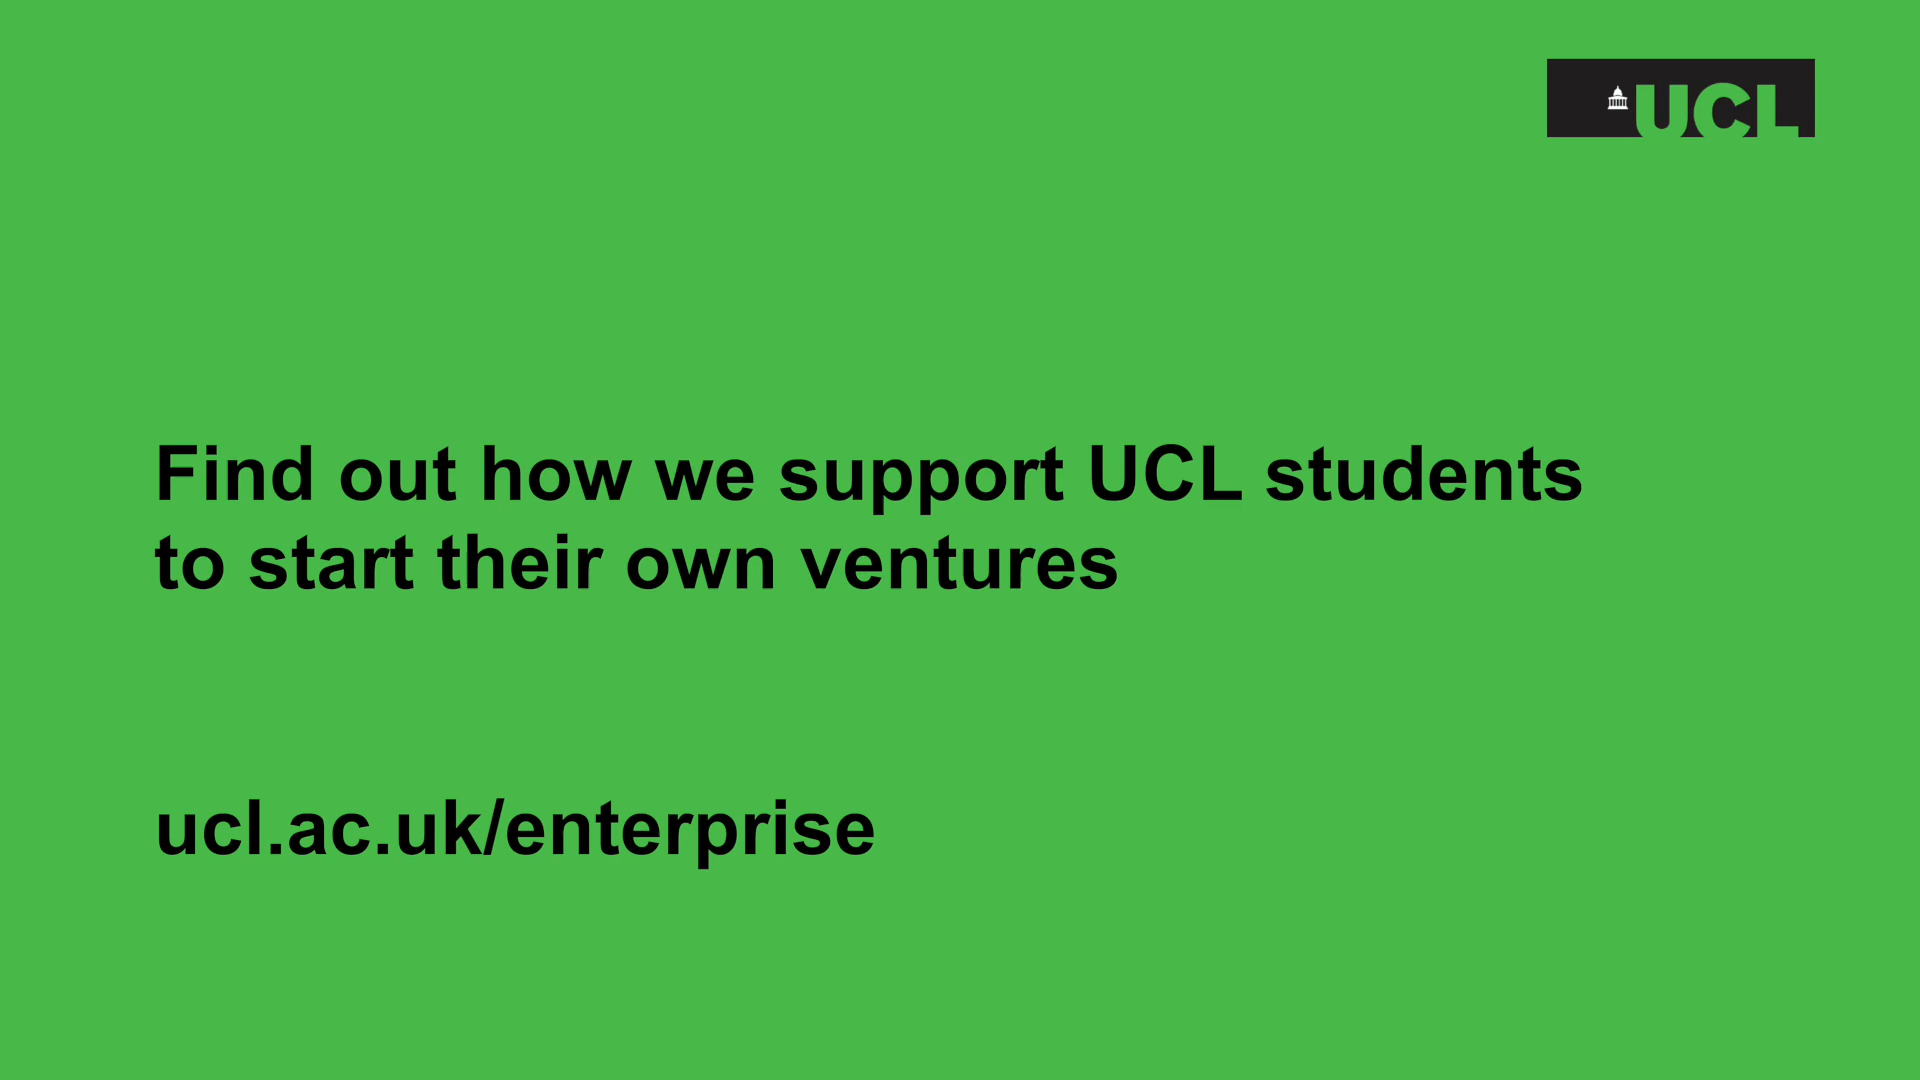 UCL
Find out how we support UCL students
to start their own ventures
ucl.ac.uk/enterprise